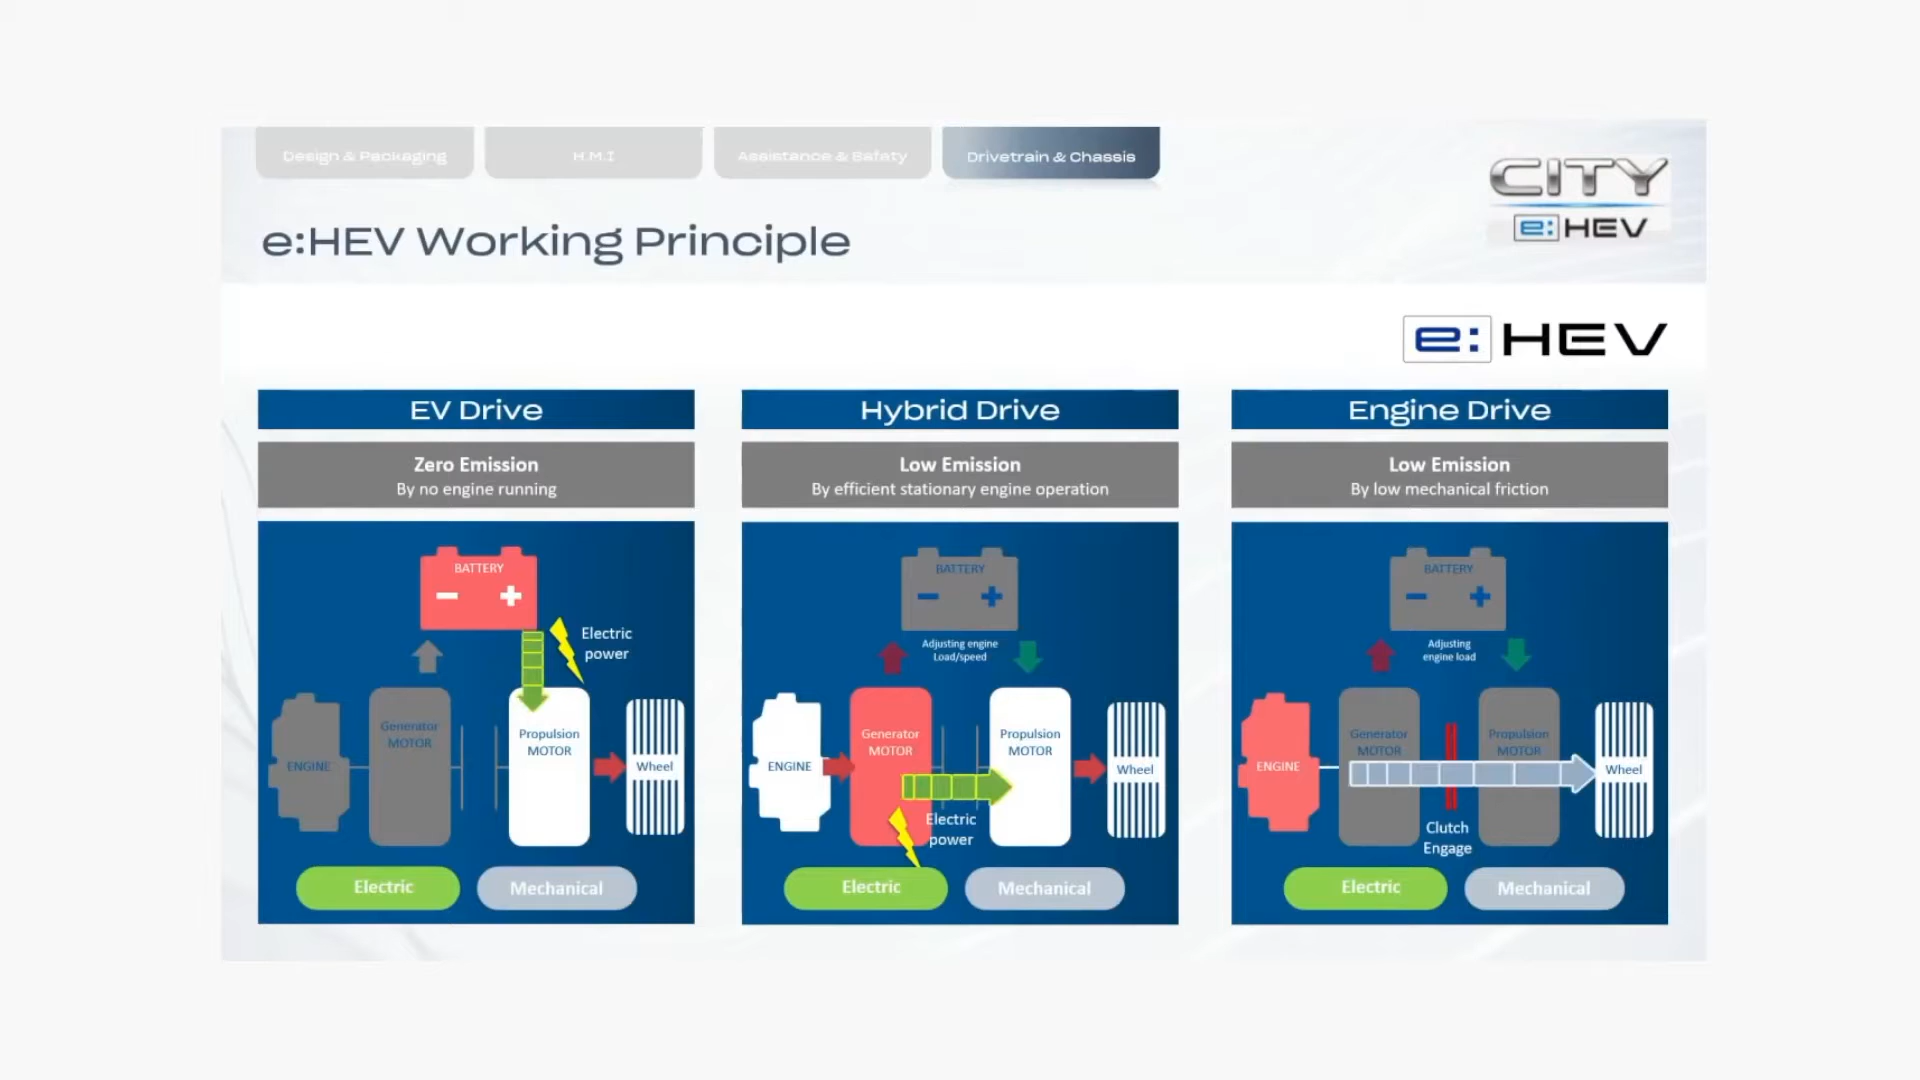 Design & Packaging
H.M.I
Assistance & Safety
Drivetrain & Chassis
CITY
e:HEV
e:HEV Working Principle
e:HEV
EV Drive
Zero Emission
By no engine running
BATTERY
Electric
power
Generator
MOTOR
Propulsion
MOTOR
ENGINE
Wheel
Electric
Mechanical
Hybrid Drive
Low Emission
By efficient stationary engine operation
BATTERY
Adjusting engine
Load/speed
Generator
MOTOR
Propulsion
MOTOR
ENGINE
Wheel
Electric
power
Electric
Mechanical
Engine Drive
Low Emission
By low mechanical friction
BATTERY
Adjusting
engine load
Generator
MOTOR
Propulsion
MOTOR
ENGINE
Wheel
Clutch
Engage
Electric
Mechanical